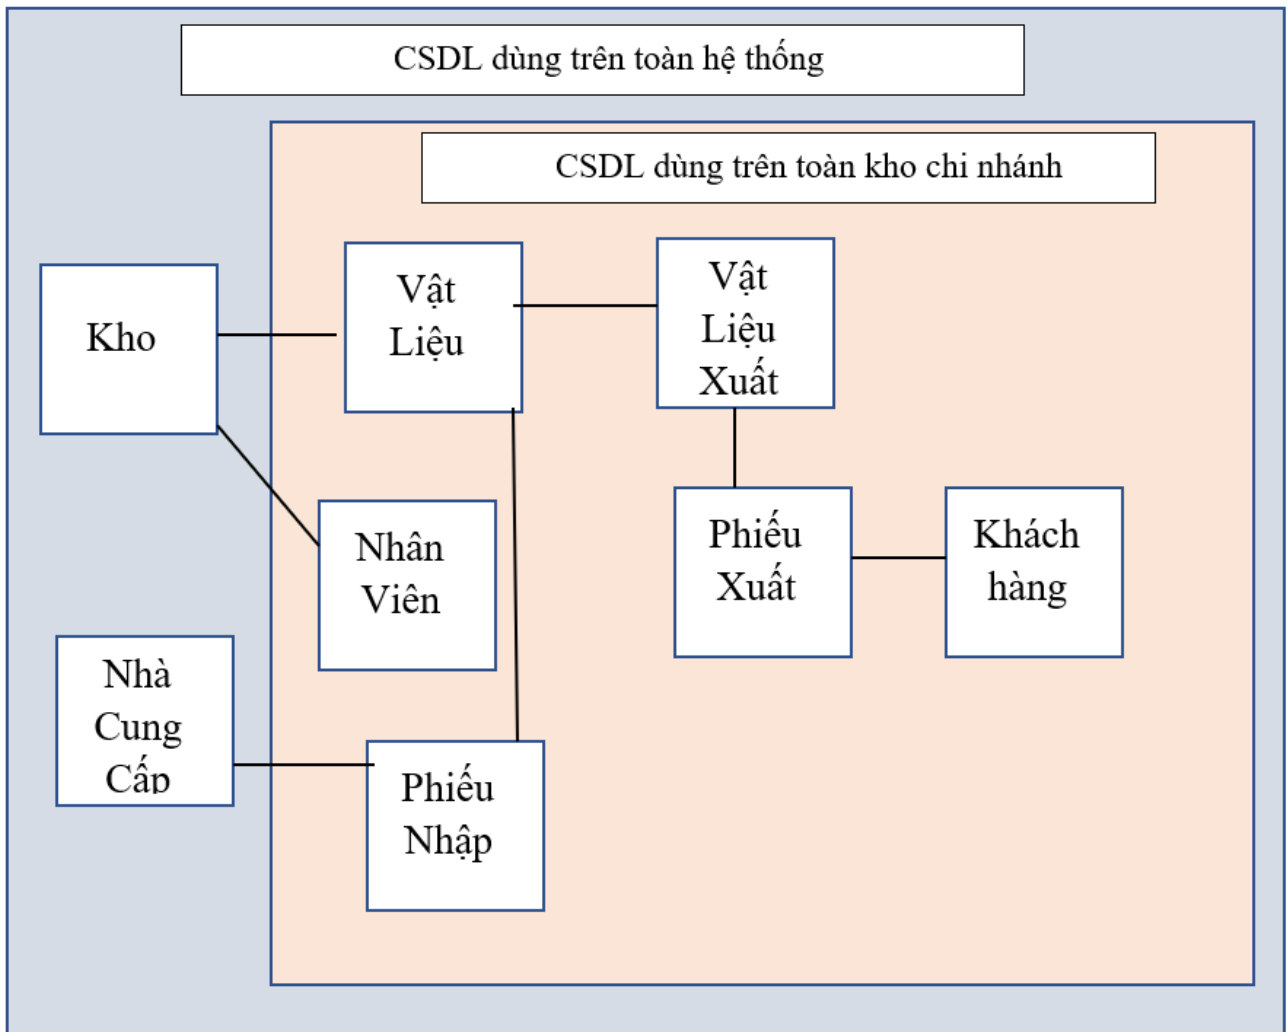 CSDL dùng trên toàn hệ thống
CSDL dùng trên toàn kho chi nhánh
Kho
Vật
Liệu
Vật
Liệu
Xuất
Nhân
Viên
Phiếu
Xuất
Khách
hàng
Nhà
Cung
Cấp
Phiếu
Nhập